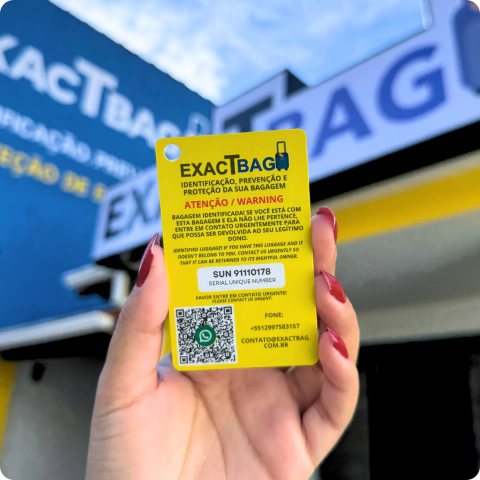 EXACTBAG
EXACTBAG
IDENTIFICAÇÃO, PREVENÇÃO E
PROTEÇÃO DA SUA BAGAGEM
ATENÇÃO / WARNING
BAGAGEM IDENTIFICADA! SE VOCÊ ESTÁ COM
ESTA BAGAGEM E ELA NÃO LHE PERTENCE,
ENTRE EM CONTATO URGENTEMENTE PARA
QUE POSSA SER DEVOLVIDA AO SEU LEGÍTIMO
DONO.
IDENTIFIED LUGGAGE! IF YOU HAVE THIS LUGGAGE AND IT
DOESN'T BELONG TO YOU, CONTACT US URGENTLY SO
THAT IT CAN BE RETURNED TO ITS RIGHTFUL OWNER.
SUN 91110178
SERIAL UNIQUE NUMBER
FAVOR ENTRE EM CONTATO URGENTE!
PLEASE CONTACT US URGENT!
FONE:
+5512997583157
CONTATO@EXACTBAG.
COM.BR